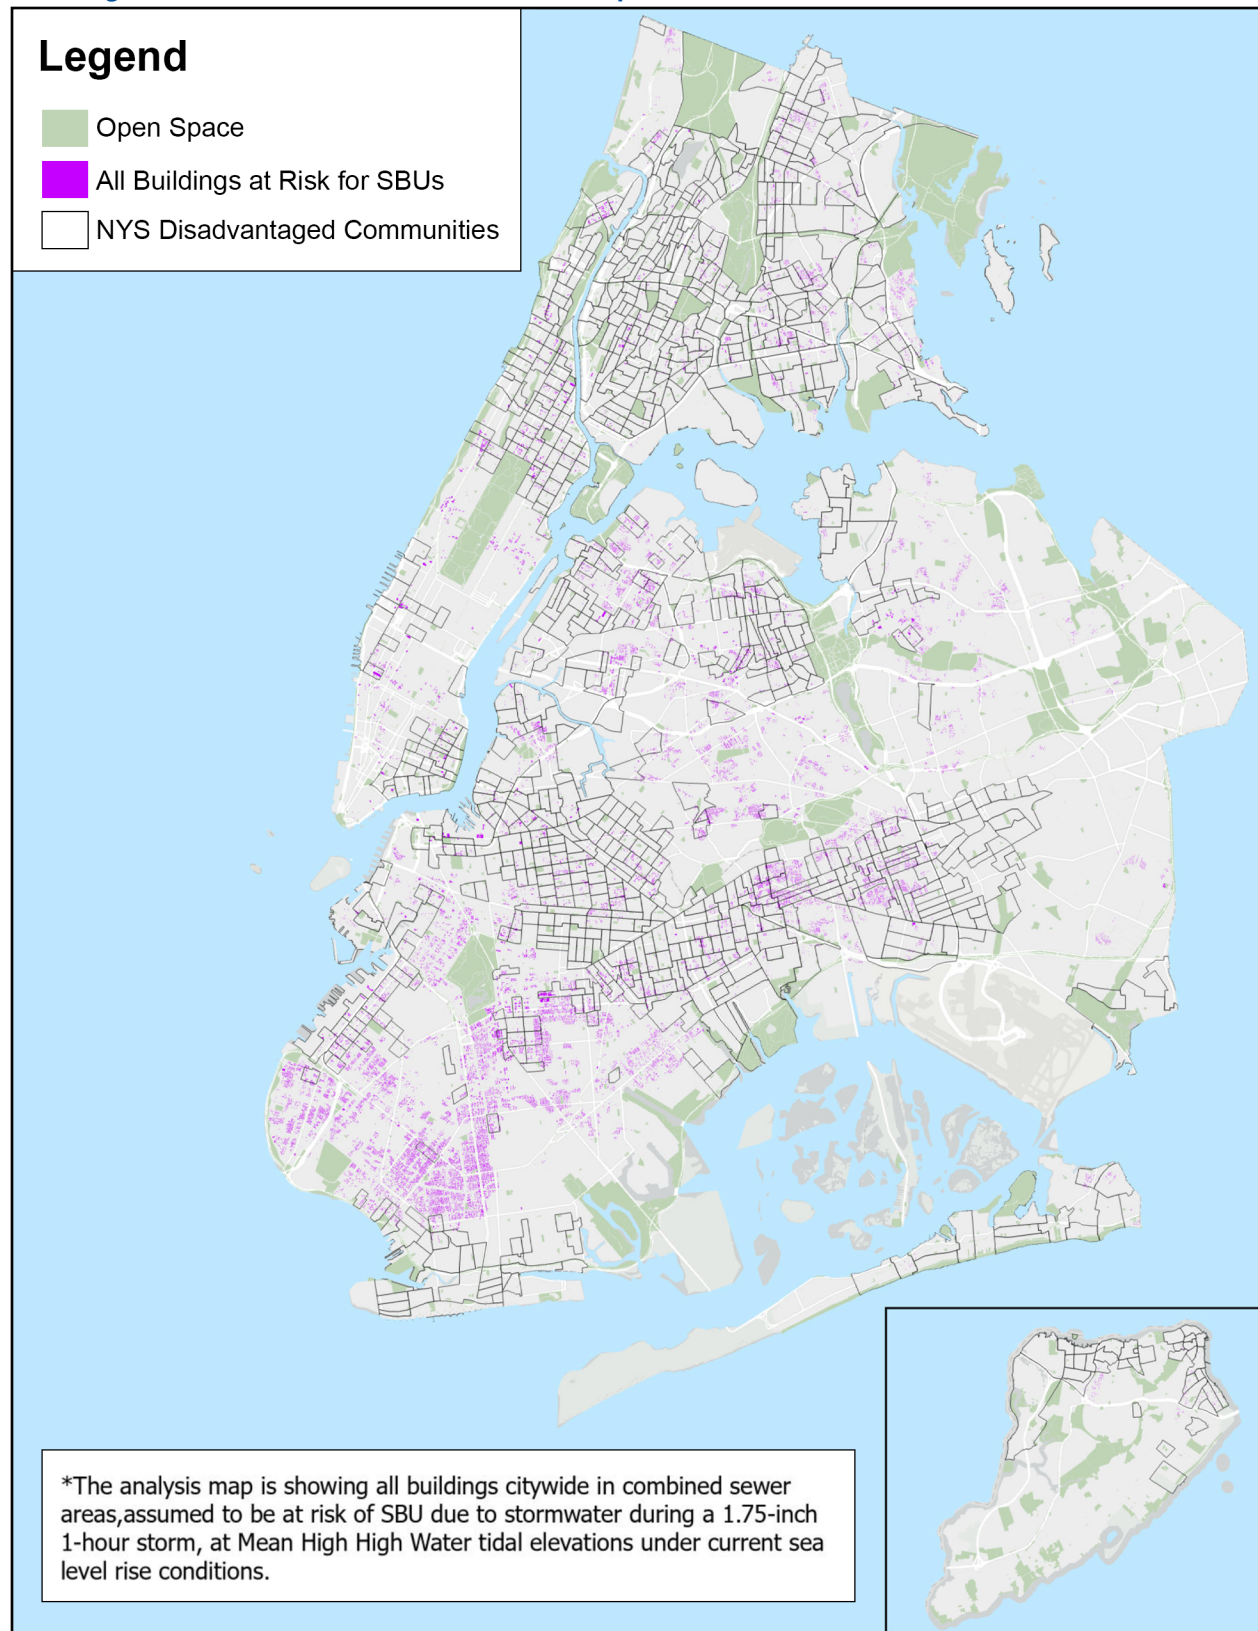 Legend
Open Space
All Buildings at Risk for SBUs
NYS Disadvantaged Communities
*The analysis map is showing all buildings citywide in combined sewer
areas,assumed to be at risk of SBU due to stormwater during a 1.75-inch
1-hour storm, at Mean High High Water tidal elevations under current sea
level rise conditions.